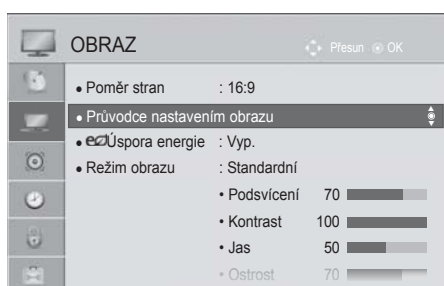 OBRAZ
Přesun OK
• Poměr stran : 16:9
• Průvodce nastavením obrazu
• Úspora energie : Vyp.
• Režim obrazu : Standardní
• Podsvícení 70
• Kontrast 100
• Jas 50
• Ostrost 70